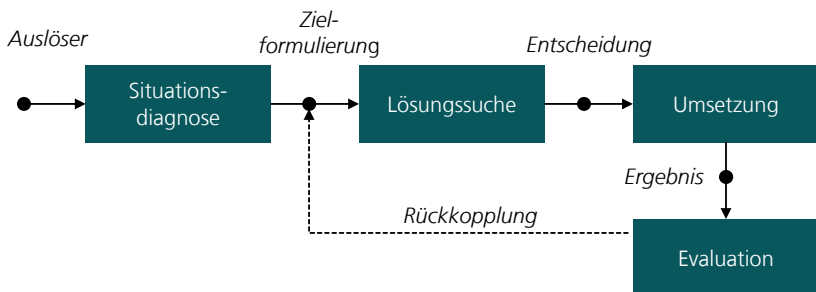 Auslöser
Ziel-
formulierung
Entscheidung
Situations-
diagnose
Lösungssuche
Umsetzung
Ergebnis
Rückkopplung
Evaluation